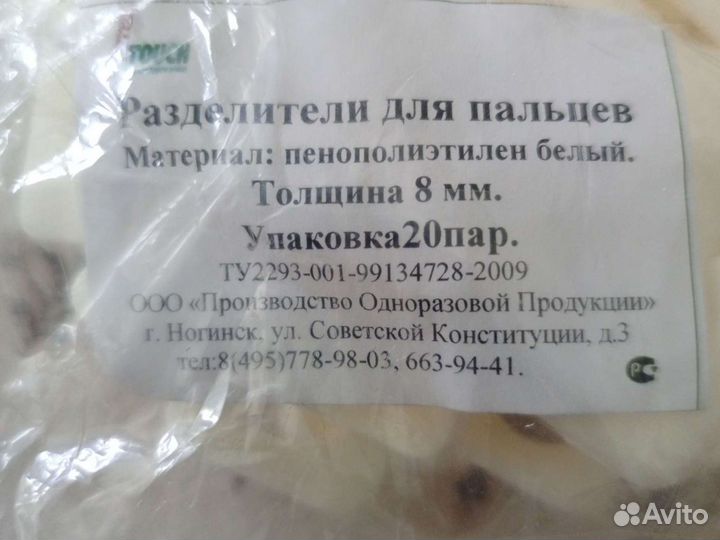 TOUCH
Разделители для пальцев
Материал: пенополиэтилен белый.
Толщина 8 мм.
Упаковка20пар.
ТУ2293-001-99134728-2009
ООО «Производство Одноразовой Продукции»
г. Ногинск, ул. Советской Конституции, д.3
тел:8(495)778-98-03, 663-94-41.
Avito